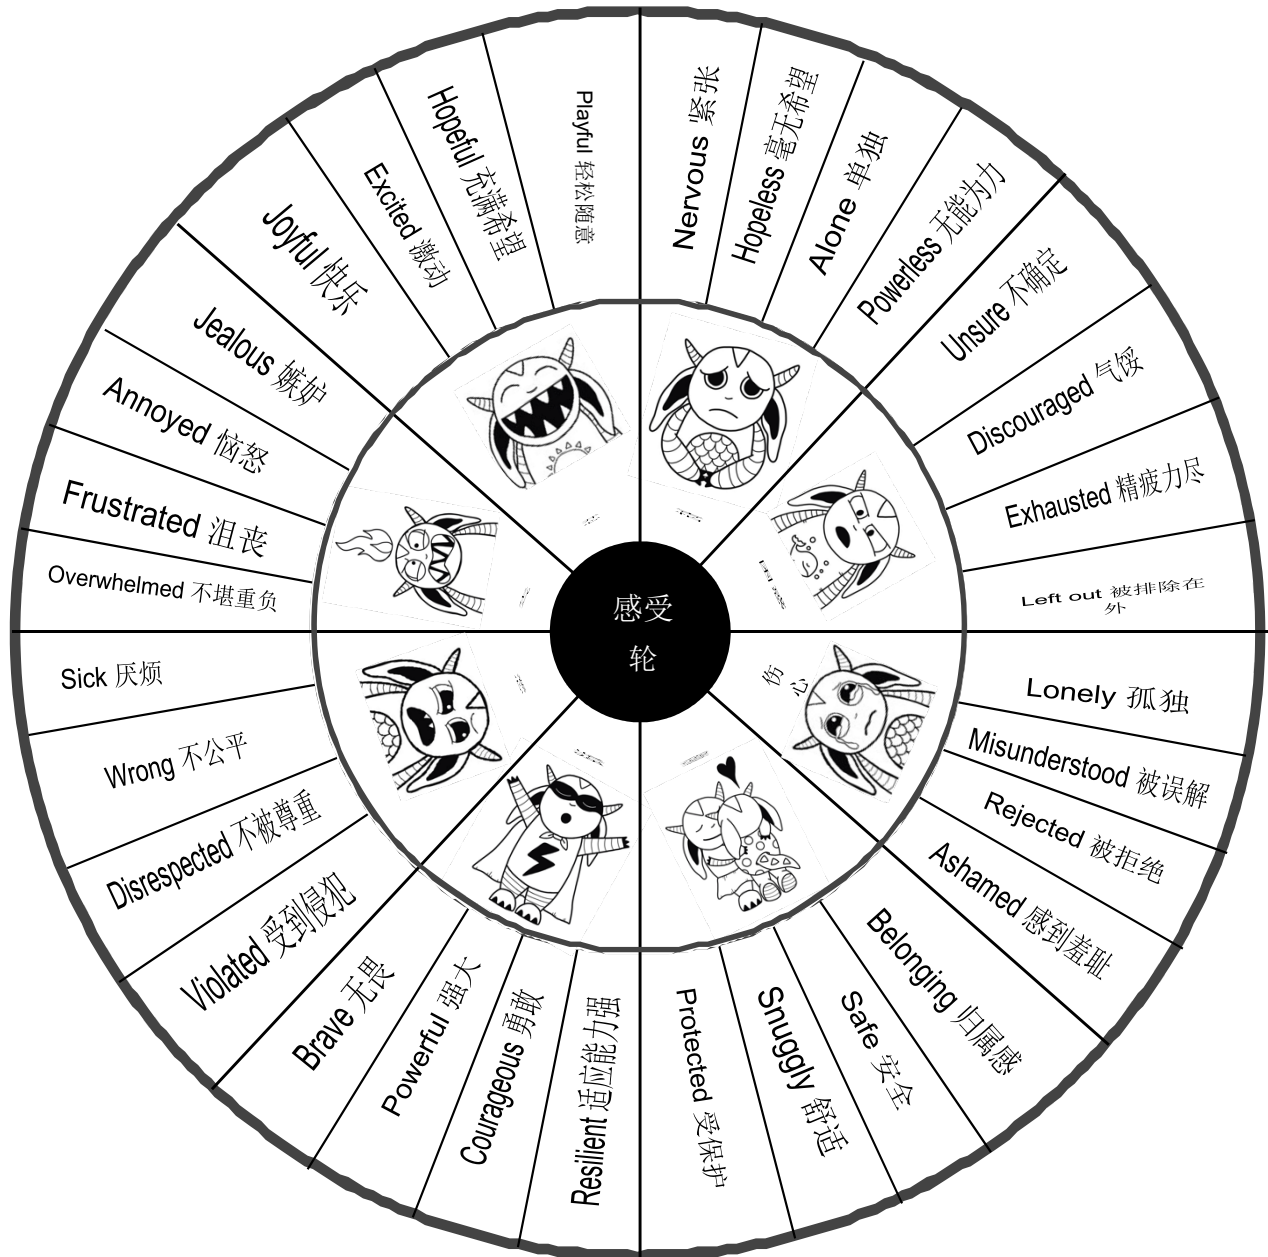 感受
轮
Nervous 紧张
Hopeless 毫无希望
Alone 单独
Powerless 无能为力
Unsure 不确定
Discouraged 气馁
Exhausted 精疲力尽
Left out 被排除在
外
Lonely 孤独
Misunderstood 被误解
Rejected 被拒绝
Ashamed 感到羞耻
Belonging 归属感
Safe 安全
Snuggly 舒适
Protected 受保护
Resilient 适应能力强
Courageous 勇敢
Powerful 强大
Brave 无畏
Violated 受到侵犯
Disrespected 不被尊重
Wrong 不公平
Sick 厌烦
Overwhelmed 不堪重负
Frustrated 沮丧
Annoyed 恼怒
Jealous 嫉妒
Joyful 快乐
Excited 激动
Hopeful 充满希望
Playful 轻松随意
伤
心